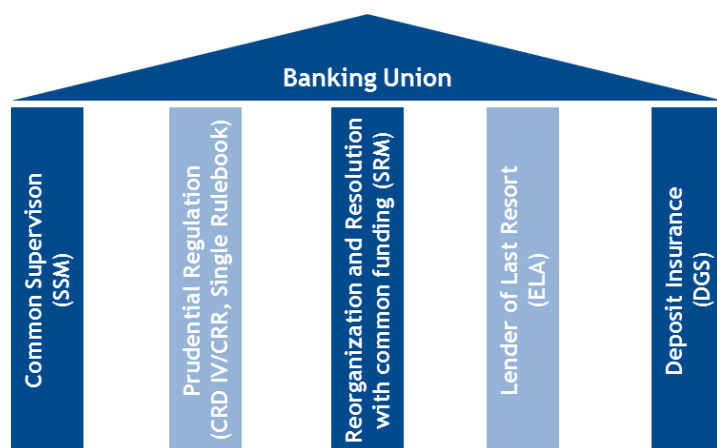 Banking Union
Common Supervison
(SSM)
Prudential Regulation
(CRD IV/CRR, Single Rulebook)
Reorganization and Resolution
with common funding (SRM)
Lender of Last Resort
(ELA)
Deposit Insurance
(DGS)